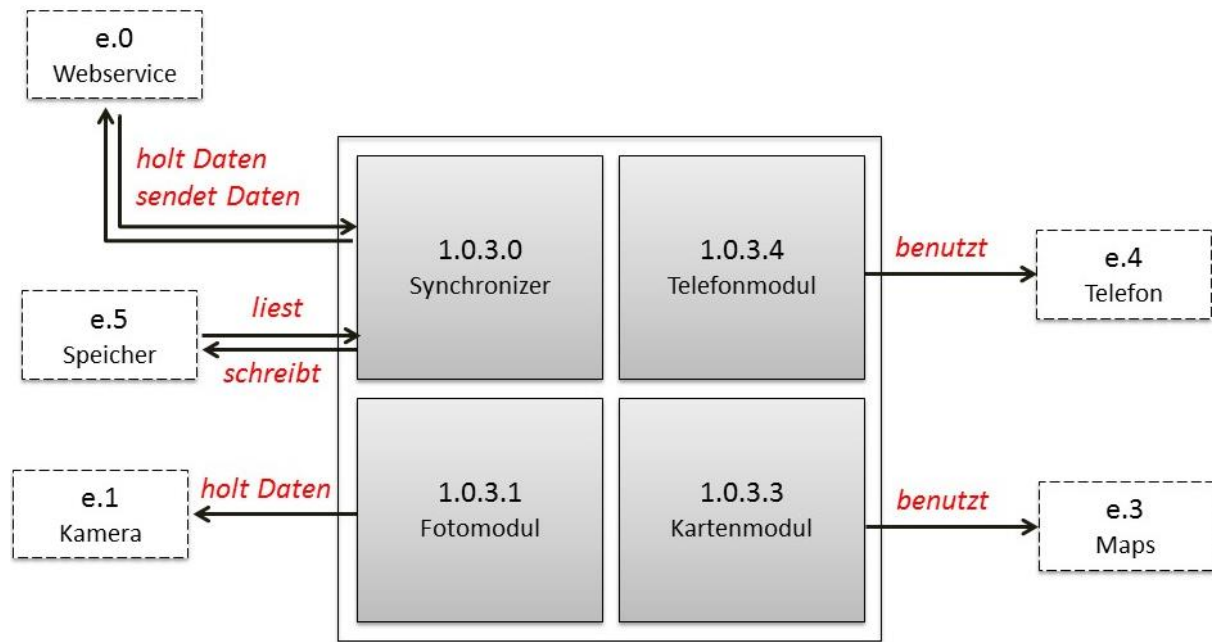 e.0
Webservice
holt Daten
sendet Daten
1.0.3.0
Synchronizer
1.0.3.4
Telefonmodul
benutzt
e.4
Telefon
e.5
Speicher
liest
schreibt
e.1
Kamera
holt Daten
1.0.3.1
Fotomodul
1.0.3.3
Kartenmodul
benutzt
e.3
Maps